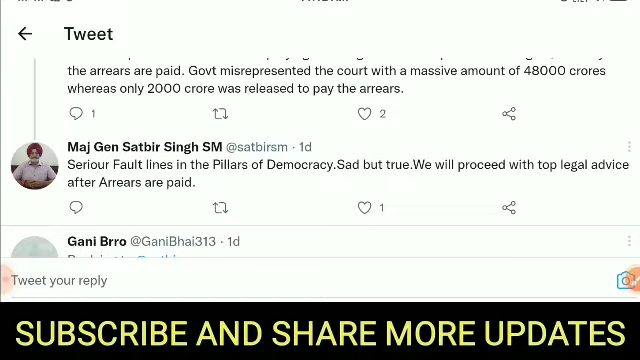 Tweet
the arrears are paid. Govt misrepresented the court with a massive amount of 48000 crores
whereas only 2000 crore was released to pay the arrears.
1
2
Maj Gen Satbir Singh SM @satbirsm · 1d
Seriour Fault lines in the Pillars of Democracy.Sad but true.We will proceed with top legal advice
after Arrears are paid.
1
Gani Brro @GaniBhai313 · 1d
Tweet your reply
SUBSCRIBE AND SHARE MORE UPDATES